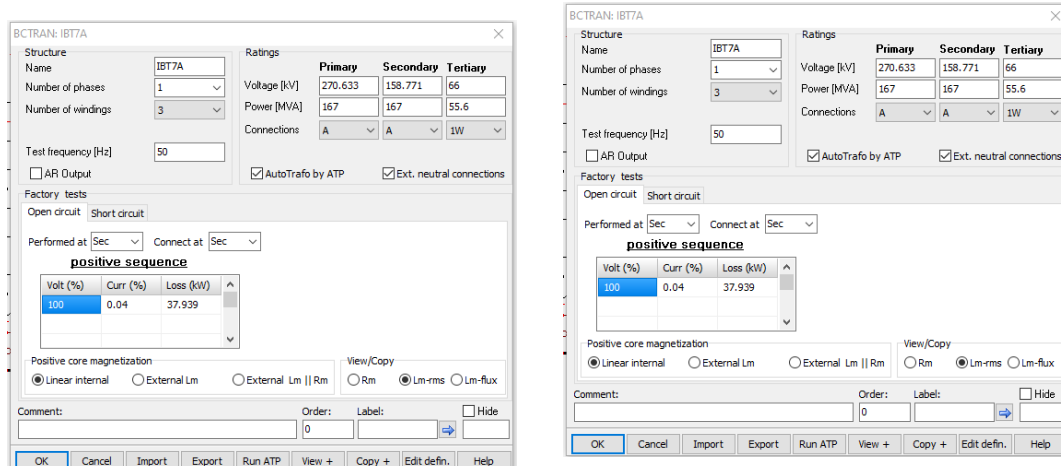 BCTRAN: IBT7A
Structure
Name IBT7A
Number of phases 1
Number of windings 3
Test frequency [Hz] 50
AR Output
Ratings
Primary Secondary Tertiary
Voltage [kV] 270.633 158.771 66
Power [MVA] 167 167 55.6
Connections A A 1W
AutoTrafo by ATP Ext. neutral connections
Factory tests
Open circuit Short circuit
Performed at Sec Connect at Sec
positive sequence
Volt (%) Curr (%) Loss (kW)
100 0.04 37.939
Positive core magnetization
Linear internal External Lm External Lm || Rm
View/Copy
Rm Lm-rms Lm-flux
Comment: Order: Label: Hide
0
OK Cancel Import Export Run ATP View + Copy + Edit defin. Help
BCTRAN: IBT7A
Structure
Name IBT7A
Number of phases 1
Number of windings 3
Test frequency [Hz] 50
AR Output
Ratings
Primary Secondary Tertiary
Voltage [kV] 270.633 158.771 66
Power [MVA] 167 167 55.6
Connections A A 1W
AutoTrafo by ATP Ext. neutral connections
Factory tests
Open circuit Short circuit
Performed at Sec Connect at Sec
positive sequence
Volt (%) Curr (%) Loss (kW)
100 0.04 37.939
Positive core magnetization
Linear internal External Lm External Lm || Rm
View/Copy
Rm Lm-rms Lm-flux
Comment: Order: Label: Hide
0
OK Cancel Import Export Run ATP View + Copy + Edit defin. Help